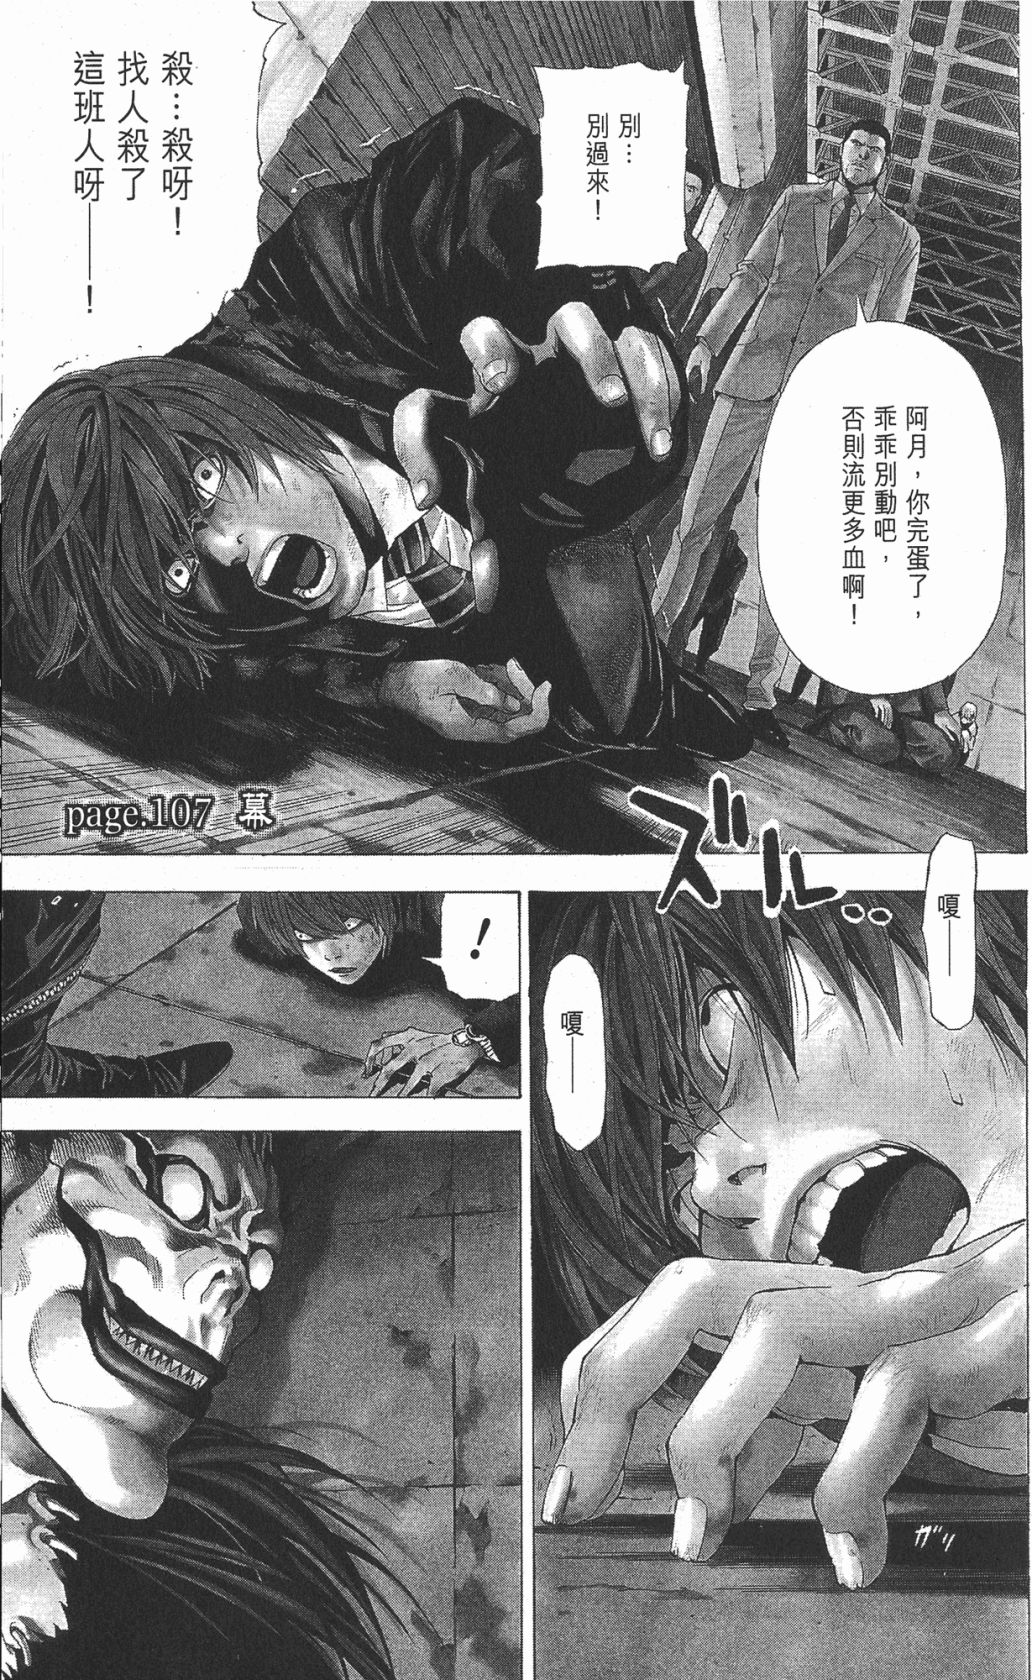 別…
別過來！
阿月，你完蛋了，
乖乖別動吧，
否則流更多血啊！
殺…殺呀！
找人殺了
這班人呀——！
page.107 幕
ズル…
嗄——
嗄——
ガリ
！